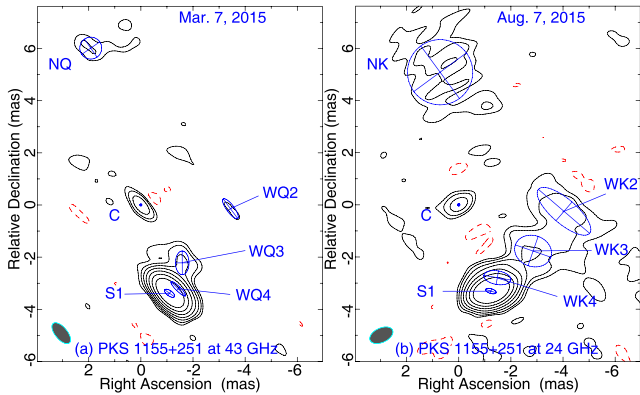 Mar. 7, 2015
NQ
WQ2
C
WQ3
WQ4
S1
(a) PKS 1155+251 at 43 GHz
6
4
2
0
-2
-4
-6
2
0
-2
-4
-6
Relative Declination (mas)
Right Ascension (mas)
Aug. 7, 2015
NK
WK2
C
WK3
WK4
S1
(b) PKS 1155+251 at 24 GHz
6
4
2
0
-2
-4
-6
2
0
-2
-4
-6
Relative Declination (mas)
Right Ascension (mas)